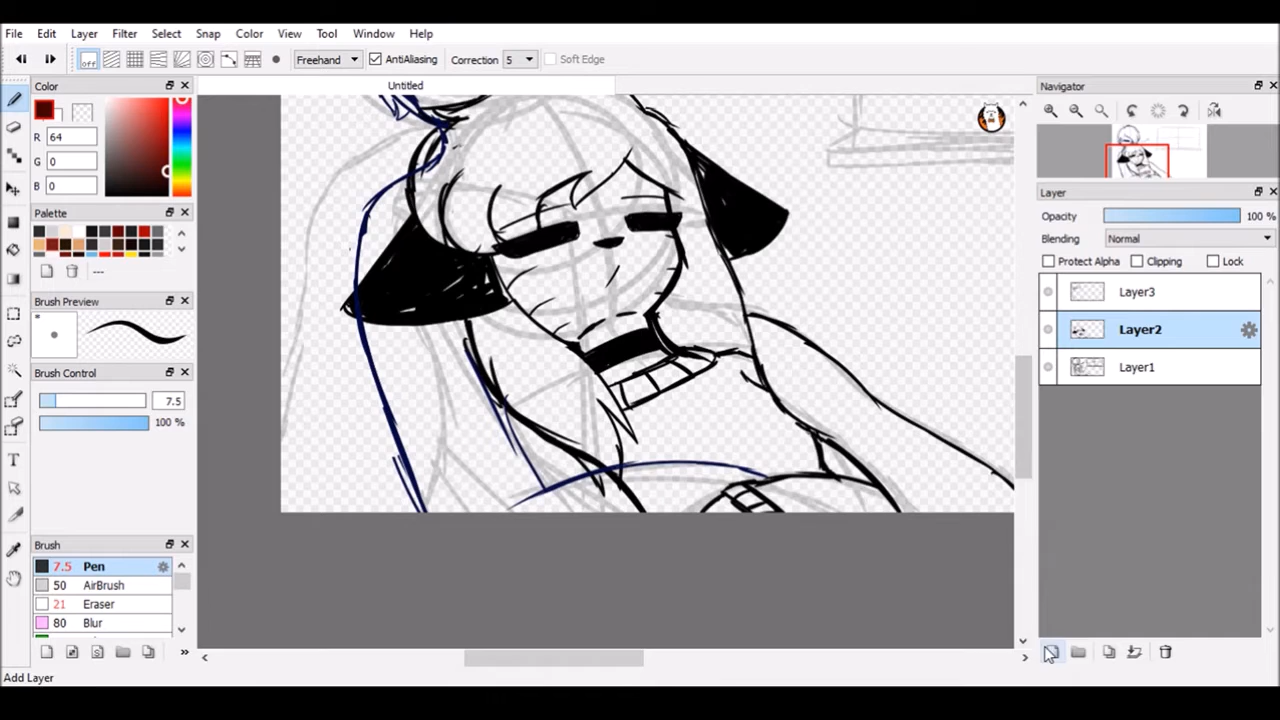 File Edit Layer Filter Select Snap Color View Tool Window Help
off Freehand AntiAliasing Correction 5 Soft Edge
Color Untitled Navigator
R 64
G 0
B 0
Layer
Palette
Opacity 100 %
Blending Normal
Protect Alpha Clipping Lock
---
Layer3
Brush Preview
*
Layer2
Layer1
Brush Control
7.5
100 %
T
Brush
7.5 Pen
50 AirBrush
21 Eraser
80 Blur
Add Layer